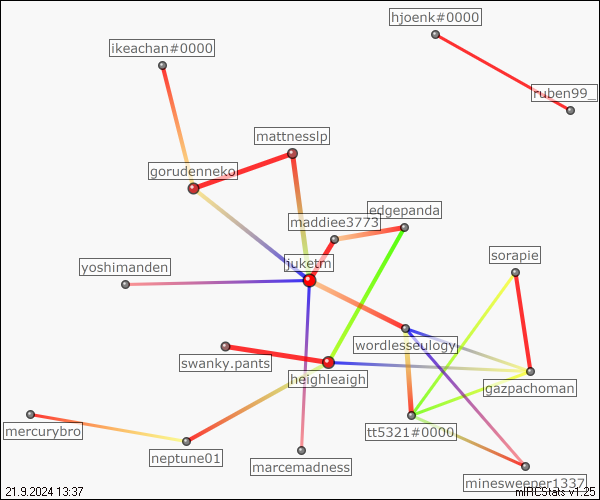 hjoenk#0000
ikeachan#0000
ruben99_
mattnesslp
gorudenneko
edgepanda
maddiee3773
sorapie
juketm
yoshimanden
wordlesseulogy
swanky.pants
heighleaigh
gazpachoman
mercurybro
tt5321#0000
neptune01
marcemadness
minesweeper1337
21.9.2024 13:37
mIRCStats v1.25